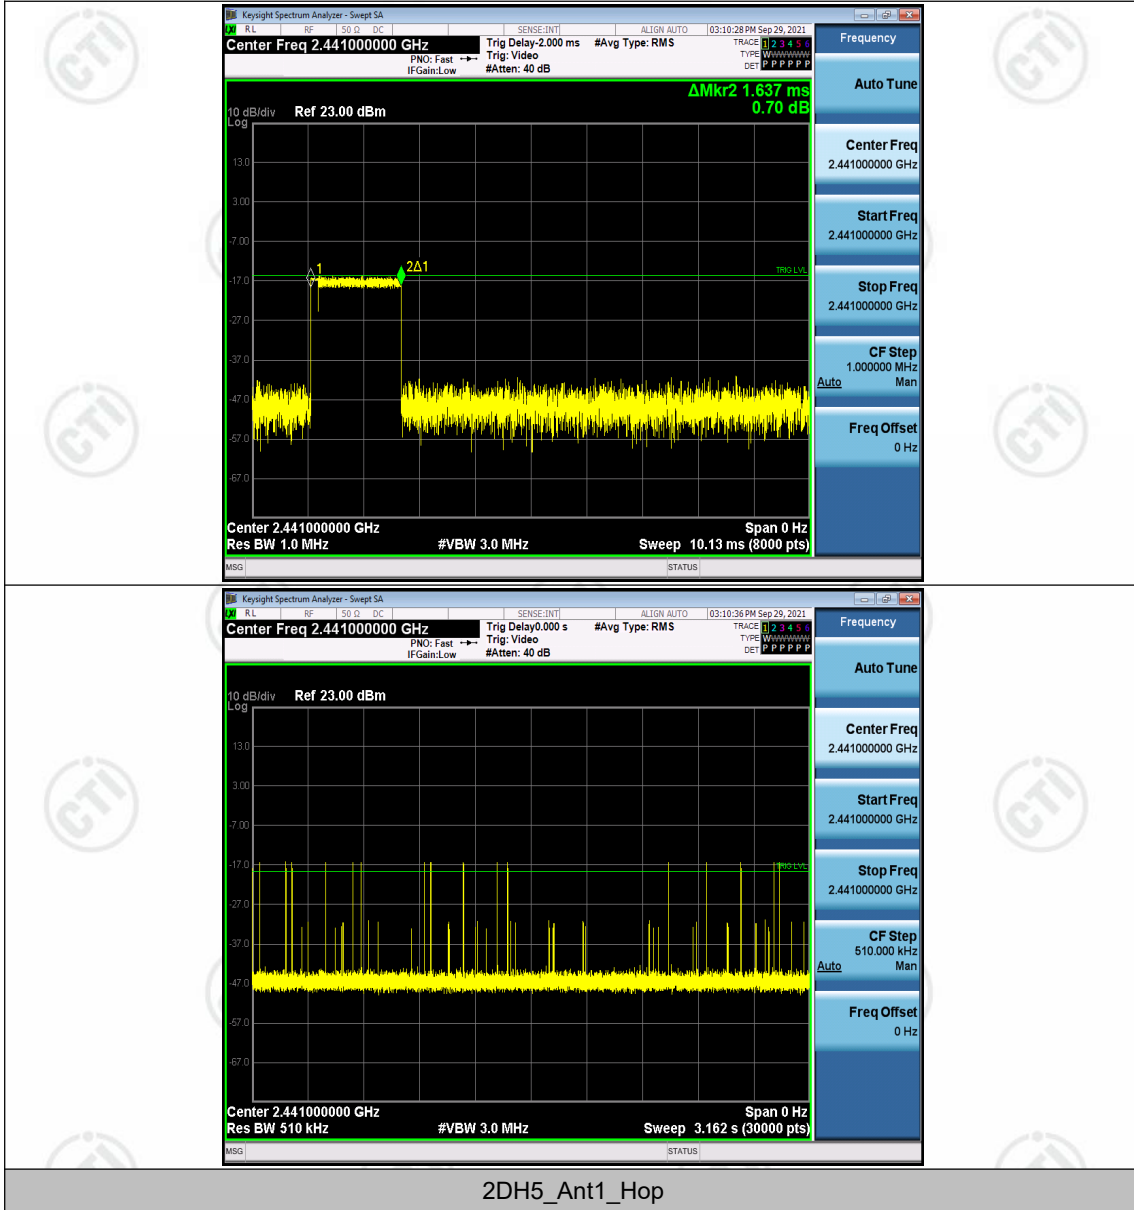 Keysight Spectrum Analyzer - Swept SA
LXI RL RF 50 Ω DC SENSE:INT ALIGN AUTO 03:10:28 PM Sep 29, 2021
Center Freq 2.441000000 GHz
PNO: Fast
IFGain:Low
Trig Delay-2.000 ms
Trig: Video
#Atten: 40 dB
#Avg Type: RMS
TRACE 1 2 3 4 5 6
TYPE W
DET P P P P P P
ΔMkr2 1.637 ms
0.70 dB
10 dB/div
Log
Ref 23.00 dBm
13.0
3.00
-7.00
-17.0
-27.0
-37.0
-47.0
-57.0
-67.0
1
2Δ1
TRIG LVL
Center 2.441000000 GHz
Span 0 Hz
Res BW 1.0 MHz
#VBW 3.0 MHz
Sweep 10.13 ms (8000 pts)
MSG
STATUS
Frequency
Auto Tune
Center Freq
2.441000000 GHz
Start Freq
2.441000000 GHz
Stop Freq
2.441000000 GHz
CF Step
1.000000 MHz
Auto Man
Freq Offset
0 Hz
Keysight Spectrum Analyzer - Swept SA
LXI RL RF 50 Ω DC SENSE:INT ALIGN AUTO 03:10:36 PM Sep 29, 2021
Center Freq 2.441000000 GHz
PNO: Fast
IFGain:Low
Trig Delay0.000 s
Trig: Video
#Atten: 40 dB
#Avg Type: RMS
TRACE 1 2 3 4 5 6
TYPE W
DET P P P P P P
10 dB/div
Log
Ref 23.00 dBm
13.0
3.00
-7.00
-17.0
-27.0
-37.0
-47.0
-57.0
-67.0
TRIG LVL
Center 2.441000000 GHz
Span 0 Hz
Res BW 510 kHz
#VBW 3.0 MHz
Sweep 3.162 s (30000 pts)
MSG
STATUS
Frequency
Auto Tune
Center Freq
2.441000000 GHz
Start Freq
2.441000000 GHz
Stop Freq
2.441000000 GHz
CF Step
510.000 kHz
Auto Man
Freq Offset
0 Hz
2DH5_Ant1_Hop
CTI
CTI
CTI
CTI
CTI
CTI